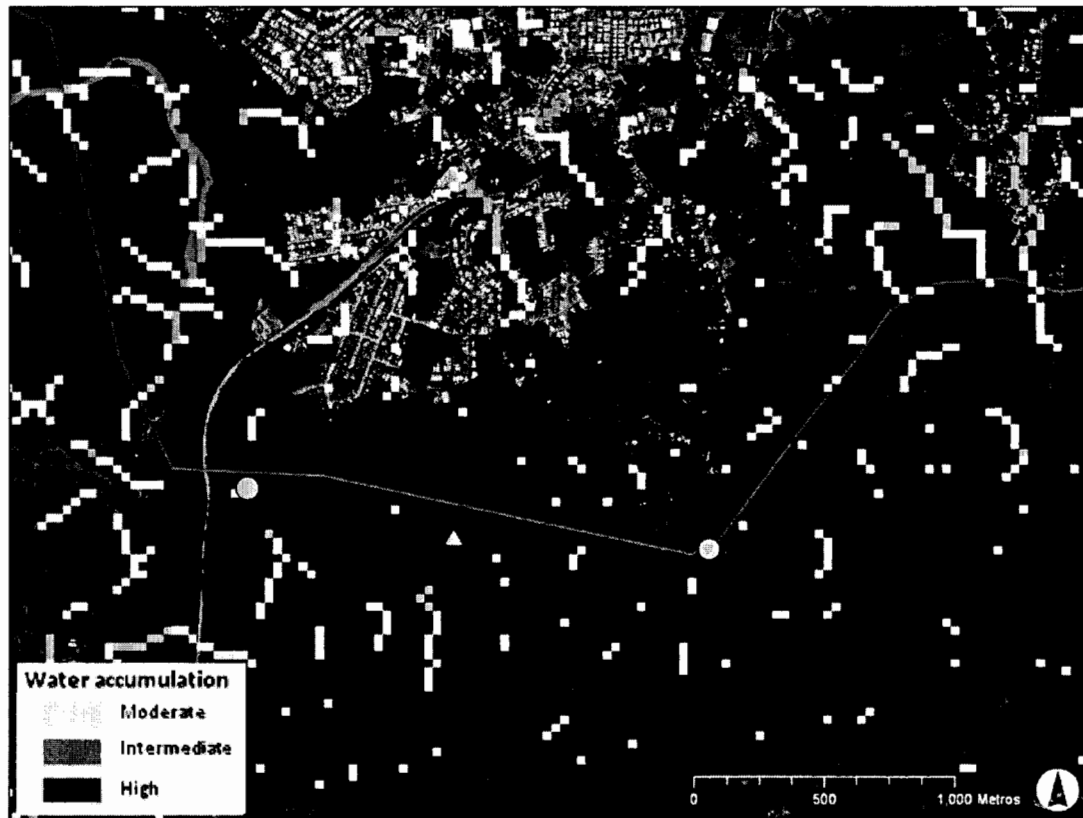 Water accumulation
Moderate
Intermediate
High
0 500 1,000 Metros